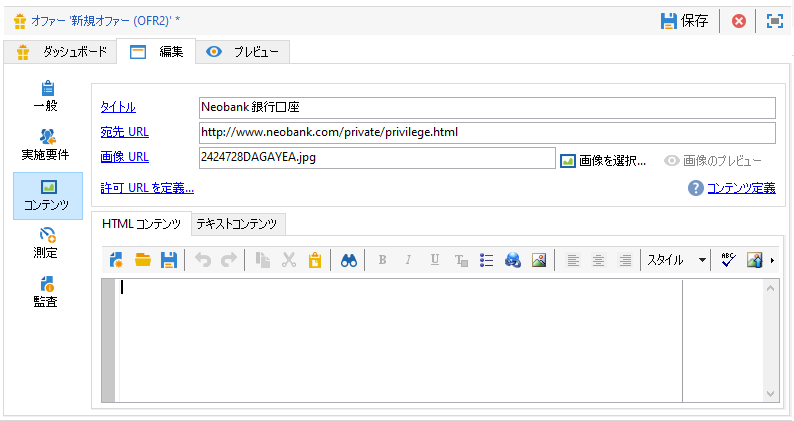 オファー '新規オファー (OFR2)' *
保存
ダッシュボード
編集
プレビュー
一般
実施要件
コンテンツ
測定
監査
タイトル
Neobank 銀行口座
宛先 URL
http://www.neobank.com/private/privilege.html
画像 URL
2424728DAGAYEA.jpg
画像を選択...
画像のプレビュー
許可 URL を定義...
コンテンツ定義
HTML コンテンツ
テキストコンテンツ
B I U T
スタイル
ABC